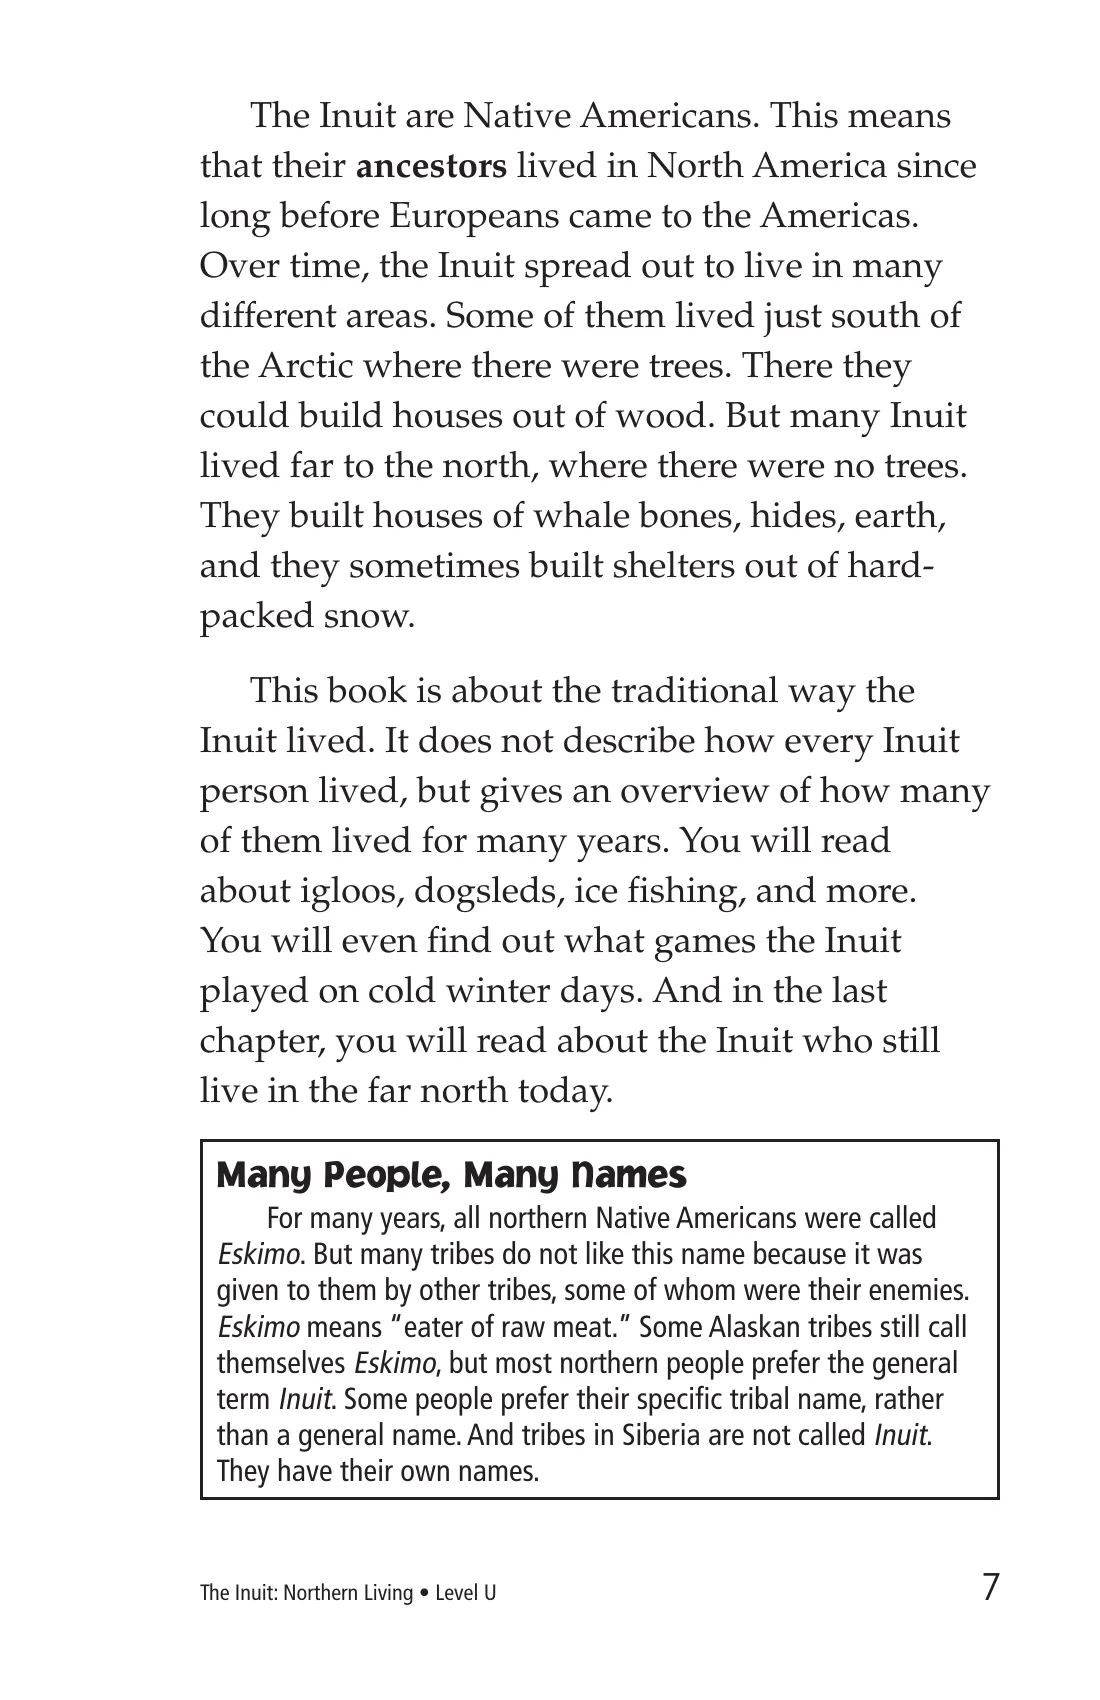 The Inuit are Native Americans. This means
that their ancestors lived in North America since
long before Europeans came to the Americas.
Over time, the Inuit spread out to live in many
different areas. Some of them lived just south of
the Arctic where there were trees. There they
could build houses out of wood. But many Inuit
lived far to the north, where there were no trees.
They built houses of whale bones, hides, earth,
and they sometimes built shelters out of hard-
packed snow.
This book is about the traditional way the
Inuit lived. It does not describe how every Inuit
person lived, but gives an overview of how many
of them lived for many years. You will read
about igloos, dogsleds, ice fishing, and more.
You will even find out what games the Inuit
played on cold winter days. And in the last
chapter, you will read about the Inuit who still
live in the far north today.
Many People, Many Names
For many years, all northern Native Americans were called
Eskimo. But many tribes do not like this name because it was
given to them by other tribes, some of whom were their enemies.
Eskimo means “eater of raw meat.” Some Alaskan tribes still call
themselves Eskimo, but most northern people prefer the general
term Inuit. Some people prefer their specific tribal name, rather
than a general name. And tribes in Siberia are not called Inuit.
They have their own names.
The Inuit: Northern Living • Level U 7